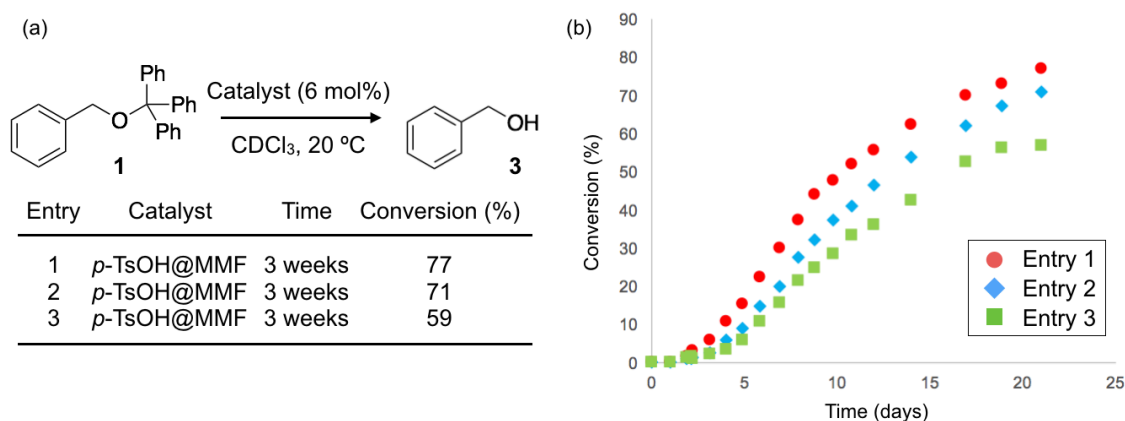 (a)
Ph
Ph
O
Ph
1
Catalyst (6 mol%)
CDCl₃, 20 ºC
OH
3
Entry Catalyst Time Conversion (%)
1 p-TsOH@MMF 3 weeks 77
2 p-TsOH@MMF 3 weeks 71
3 p-TsOH@MMF 3 weeks 59
(b)
Conversion (%)
90
80
70
60
50
40
30
20
10
0
0 5 10 15 20 25
Time (days)
Entry 1
Entry 2
Entry 3